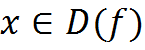 x ∈ D(f)